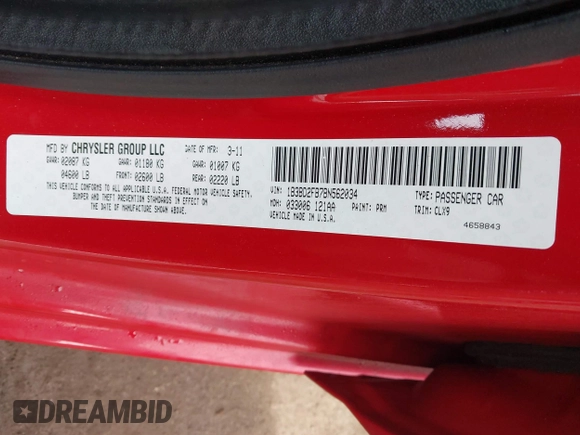 MFD BY CHRYSLER GROUP LLC DATE OF MFR: 3-11
GVWR: 02087 KG GAWR: 01180 KG GAWR: 01007 KG
04600 LB FRONT: 02600 LB REAR: 02220 LB
THIS VEHICLE CONFORMS TO ALL APPLICABLE U.S.A. FEDERAL MOTOR VEHICLE SAFETY,
BUMPER AND THEFT PREVENTION STANDARDS IN EFFECT ON
THE DATE OF MANUFACTURE SHOWN ABOVE.
VIN: 1B3BD2FB7BN562034 TYPE: PASSENGER CAR
MDH: 033006 121AA PAINT: PRM TRIM: CLX9
MADE IN U.S.A.
4658843
DREAMBID